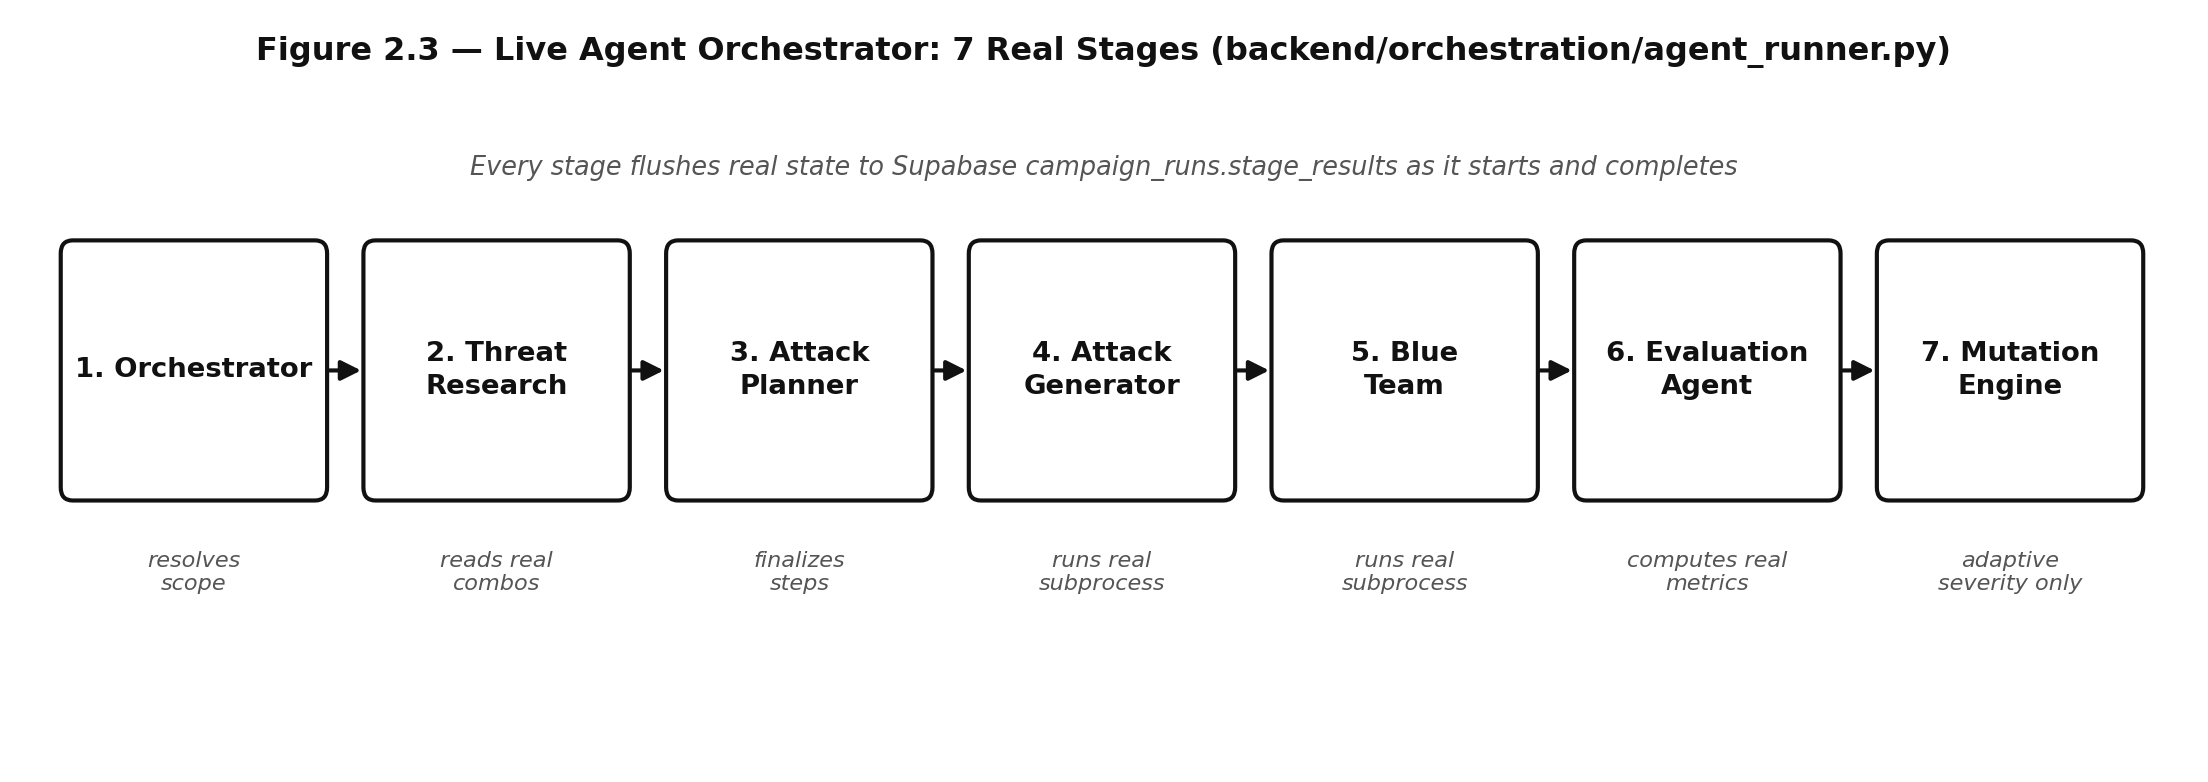 Figure 2.3 — Live Agent Orchestrator: 7 Real Stages (backend/orchestration/agent_runner.py)
Every stage flushes real state to Supabase campaign_runs.stage_results as it starts and completes
1. Orchestrator
2. Threat
Research
3. Attack
Planner
4. Attack
Generator
5. Blue
Team
6. Evaluation
Agent
7. Mutation
Engine
resolves
scope
reads real
combos
finalizes
steps
runs real
subprocess
runs real
subprocess
computes real
metrics
adaptive
severity only